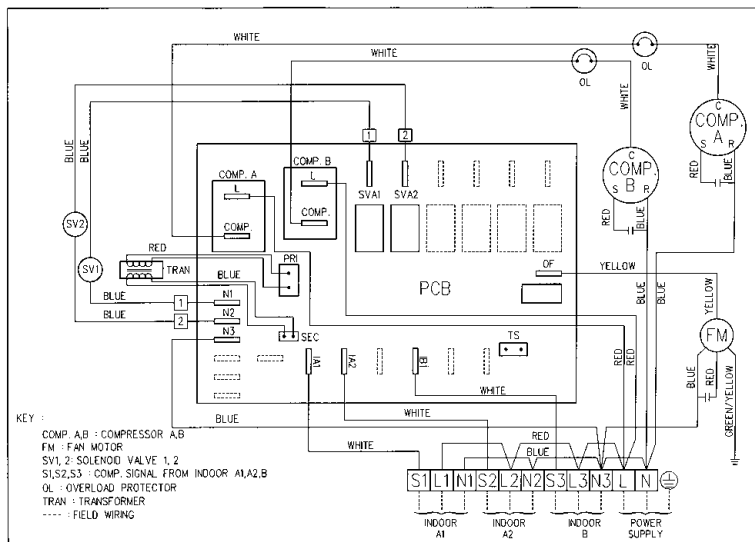 WHITE
OL
WHITE
WHITE
OL
WHITE
C
COMP.
A
S R
RED
BLUE
BLUE
BLUE
1
2
COMP. A
L
COMP.
COMP. B
L
COMP.
SVA1
SVA2
C
COMP.
B
S R
RED
BLUE
SV2
SV1
RED
TRAN
BLUE
PRI
OF
YELLOW
PCB
BLUE
1
N1
BLUE
2
N2
N3
SEC
TS
BLUE
BLUE
YELLOW
FM
IA1
IA2
Bi
RED
RED
BLUE
RED
GREEN/YELLOW
WHITE
BLUE
WHITE
WHITE
RED
BLUE
S1 L1 N1 S2 L2 N2 S3 L3 N3 L N
INDOOR
A1
INDOOR
A2
INDOOR
B
POWER
SUPPLY
KEY :
COMP. A,B : COMPRESSOR A,B
FM : FAN MOTOR
SV1, 2: SOLENOID VALVE 1, 2
S1,S2,S3 : COMP. SIGNAL FROM INDOOR A1,A2,B
OL : OVERLOAD PROTECTOR
TRAN : TRANSFORMER
---- : FIELD WIRING